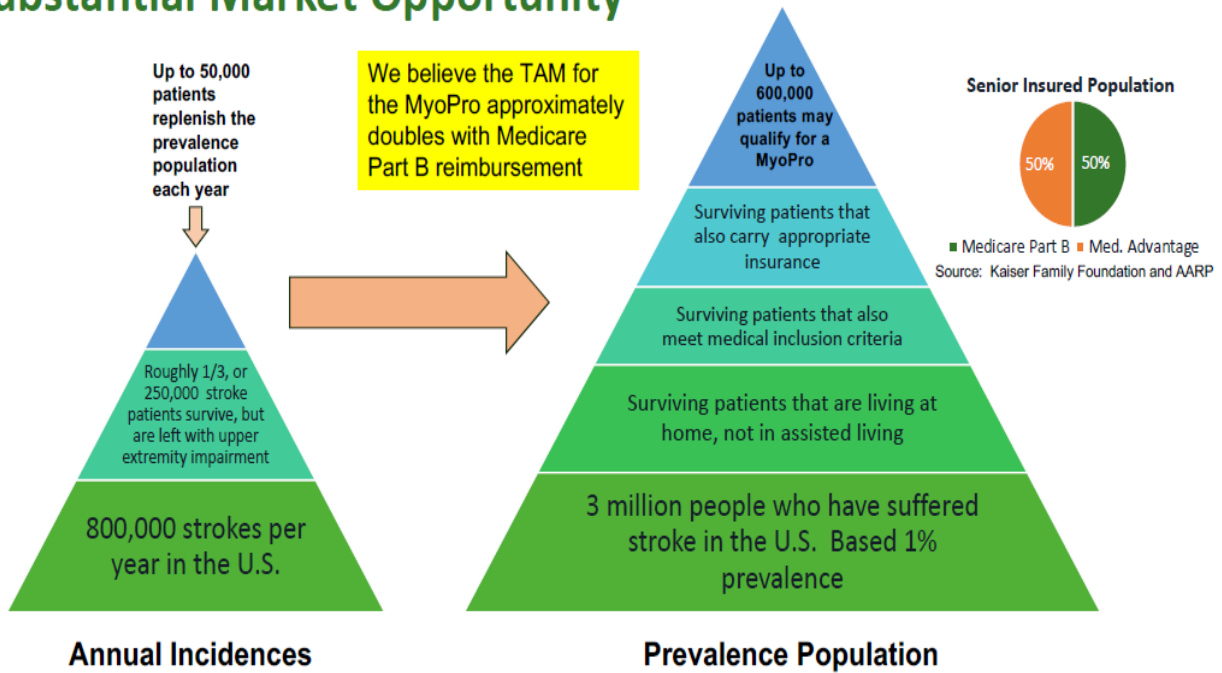 ubstantial Market Opportunity
Up to 50,000
patients
replenish the
prevalence
population
each year
We believe the TAM for
the MyoPro approximately
doubles with Medicare
Part B reimbursement
Roughly 1/3, or
250,000 stroke
patients survive, but
are left with upper
extremity impairment
800,000 strokes per
year in the U.S.
Annual Incidences
Up to
600,000
patients may
qualify for a
MyoPro
Surviving patients that
also carry appropriate
insurance
Surviving patients that also
meet medical inclusion criteria
Surviving patients that are living at
home, not in assisted living
3 million people who have suffered
stroke in the U.S. Based 1%
prevalence
Prevalence Population
Senior Insured Population
50% 50%
Medicare Part B Med. Advantage
Source: Kaiser Family Foundation and AARP